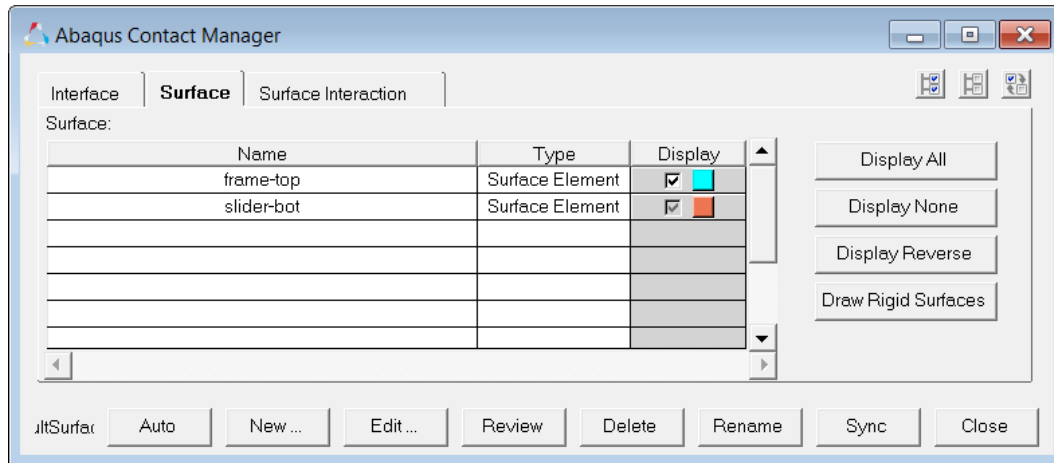 Abaqus Contact Manager
Interface Surface Surface Interaction
Surface:
Name Type Display
frame-top Surface Element
slider-bot Surface Element
Display All
Display None
Display Reverse
Draw Rigid Surfaces
Auto New ... Edit ... Review Delete Rename Sync Close